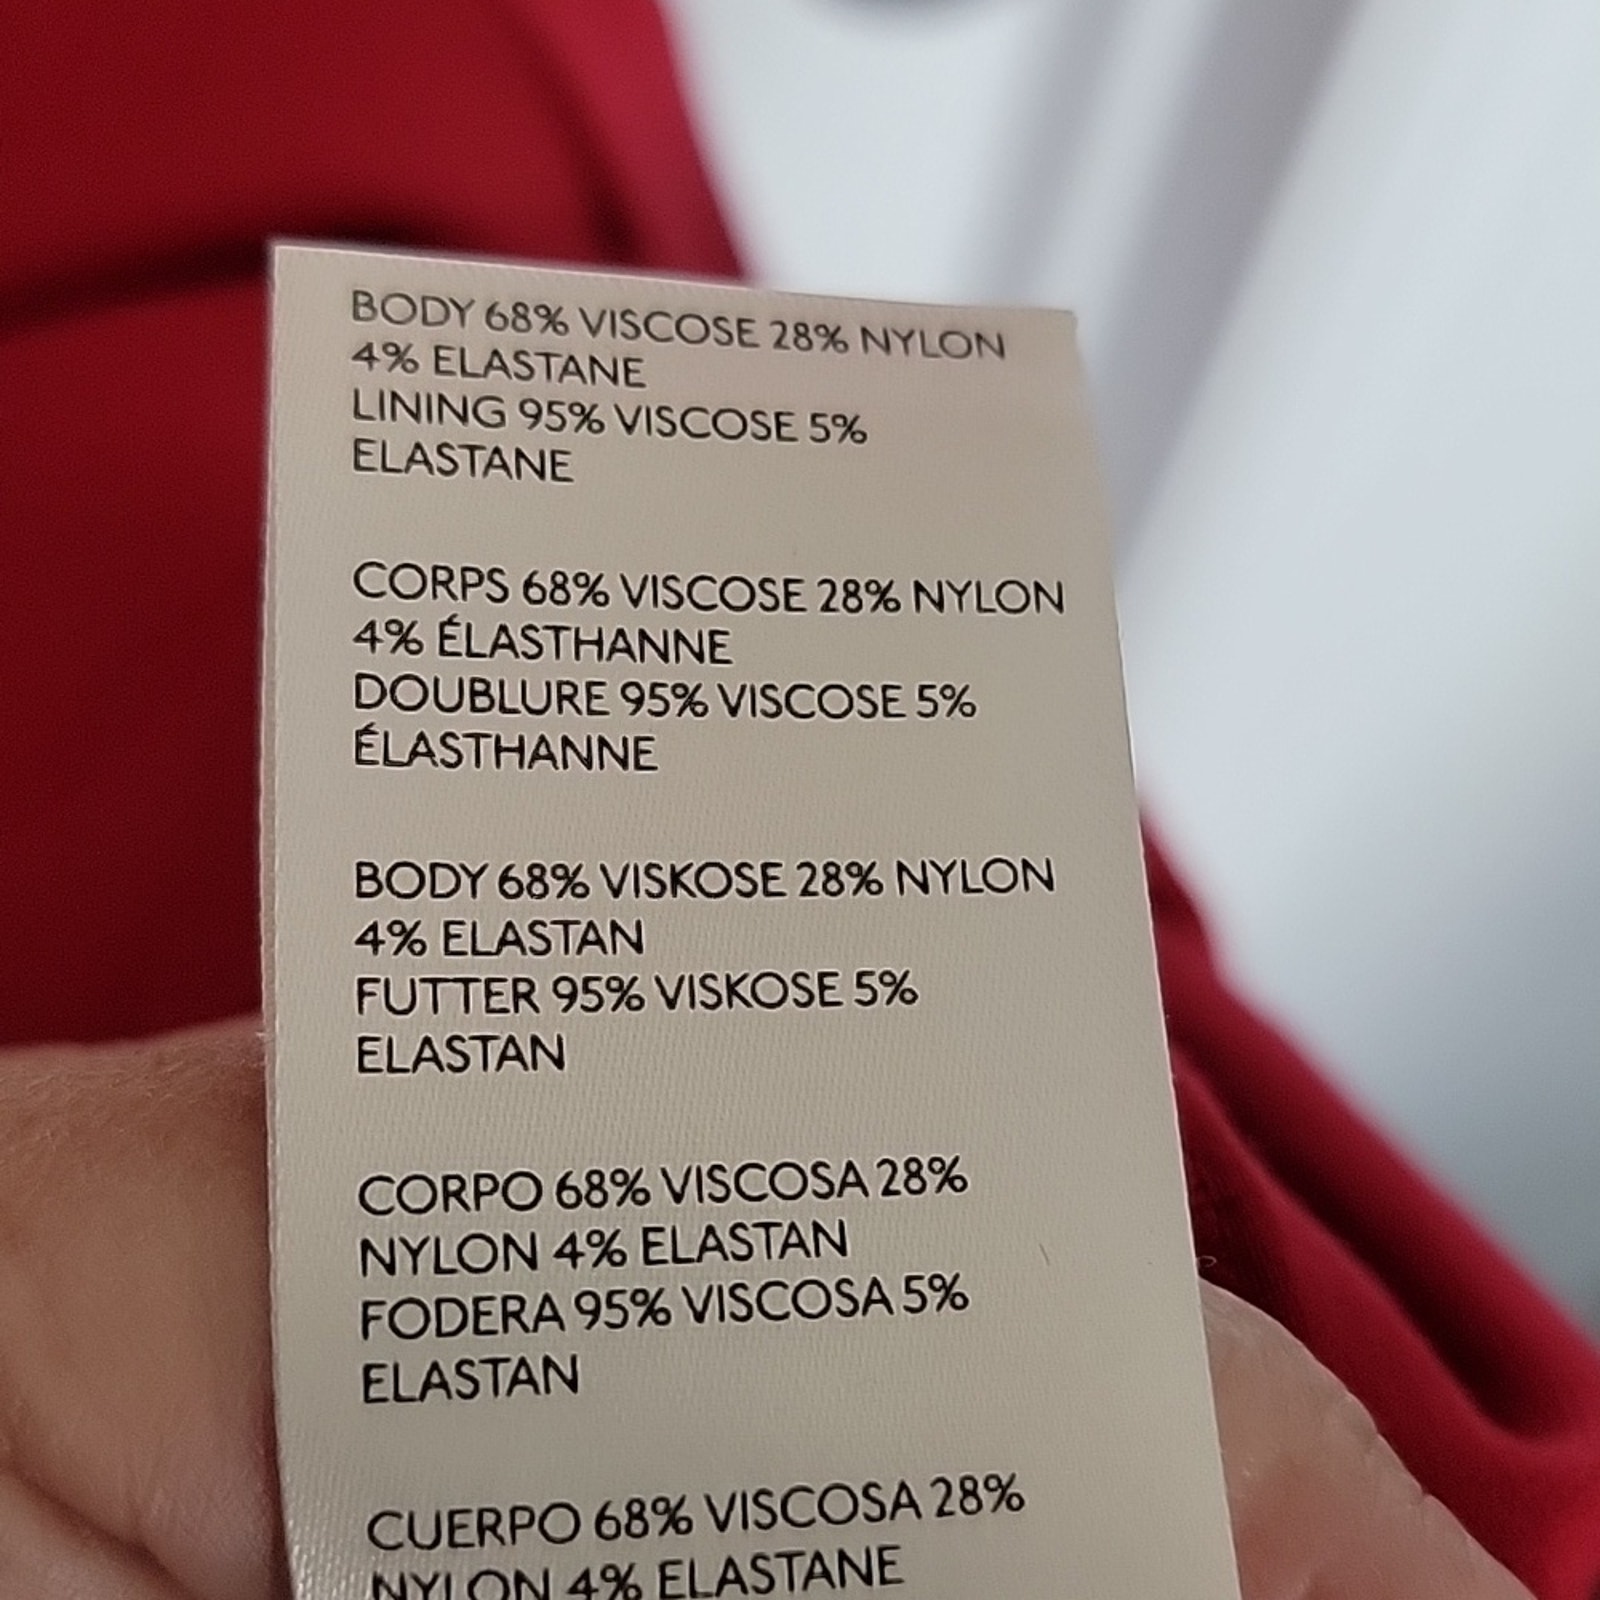 BODY 68% VISCOSE 28% NYLON
4% ELASTANE
LINING 95% VISCOSE 5%
ELASTANE
CORPS 68% VISCOSE 28% NYLON
4% ÉLASTHANNE
DOUBLURE 95% VISCOSE 5%
ÉLASTHANNE
BODY 68% VISKOSE 28% NYLON
4% ELASTAN
FUTTER 95% VISKOSE 5%
ELASTAN
CORPO 68% VISCOSA 28%
NYLON 4% ELASTAN
FODERA 95% VISCOSA 5%
ELASTAN
CUERPO 68% VISCOSA 28%
NYLON 4% ELASTANE